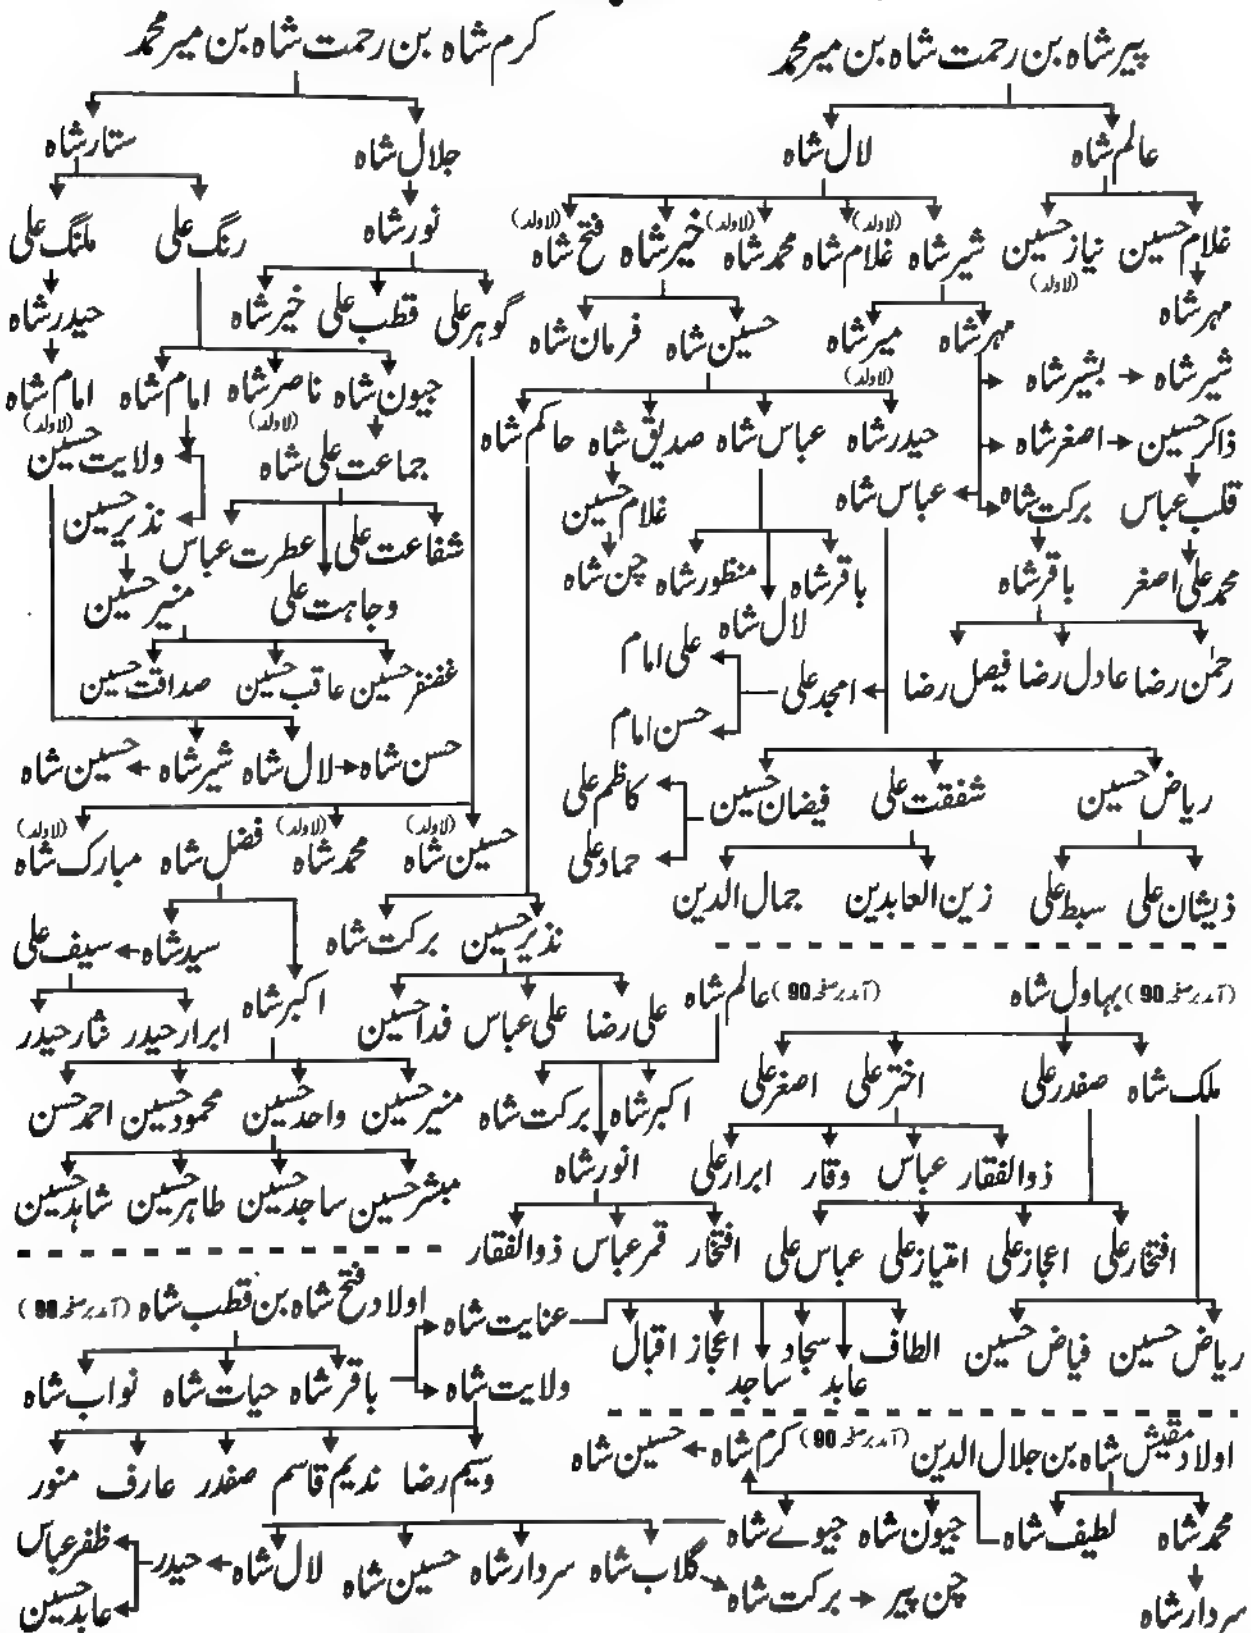 پیر شاہ بن رحمت شاہ بن میر محمد
کرم شاہ بن رحمت شاہ بن میر محمد
عالم شاہ لال شاہ
جلال شاہ ستار شاہ
غلام حسین نیاز حسین (لاولد) شیر شاہ غلام شاہ (لاولد) محمد شاہ (لاولد) خیر شاہ فتح شاہ (لاولد)
نور شاہ رنگ علی ملنگ علی
مہر شاہ مہر شاہ میر شاہ (لاولد) حسین شاہ فرمان شاہ
گوہر علی قطب علی خیر شاہ حیدر شاہ
شیر شاہ بشیر شاہ
جیون شاہ ناصر شاہ (لاولد) امام شاہ امام شاہ (لاولد)
ذاکر حسین اصغر شاہ حیدر شاہ عباس شاہ صدیق شاہ حاکم شاہ
جماعت علی شاہ ولایت حسین
قلب عباس برکت شاہ عباس شاہ غلام حسین
نذیر حسین
شفاعت علی عطرت عباس
محمد علی اصغر باقر شاہ باقر شاہ منظور شاہ چن شاہ
وجاہت علی منیر حسین
لال شاہ
رحمٰن رضا عادل رضا فیصل رضا امجد علی علی امام
غضنفر حسین عاقب حسین صداقت حسین
حسن امام
حسن شاہ لال شاہ شیر شاہ حسین شاہ
ریاض حسین شفقت علی فیضان حسین کاظم علی
حماد علی
حسین شاہ (لاولد) محمد شاہ (لاولد) فضل شاہ مبارک شاہ (لاولد)
ذیشان علی سبط علی زین العابدین جمال الدین
نذیر حسین برکت شاہ سید شاہ سیف علی
بہاول شاہ (آمد بر صفحہ 90) عالم شاہ (آمد بر صفحہ 90)
علی رضا علی عباس فدا حسین اکبر شاہ ابرار حیدر نثار حیدر
ملک شاہ صفدر علی اختر علی اصغر علی
اکبر شاہ برکت شاہ
منیر حسین واحد حسین محمود حسین احمد حسن
انور شاہ
ذوالفقار عباس وقار ابرار علی
مبشر حسین ساجد حسین طاہر حسین شاہد حسین
افتخار علی اعجاز علی امتیاز علی عباس علی افتخار قمر عباس ذوالفقار
اولاد فتح شاہ بن قطب شاہ (آمد بر صفحہ 90) عنایت شاہ
ریاض حسین فیاض حسین الطاف عابد سجاد ساجد اعجاز اقبال
ولایت شاہ باقر شاہ حیات شاہ نواب شاہ
اولاد مقیش شاہ بن جلال الدین (آمد بر صفحہ 90) کرم شاہ حسین شاہ
وسیم رضا ندیم قاسم صفدر عارف منور
محمد شاہ لطیف شاہ جیون شاہ جیوے شاہ
گلاب شاہ سردار شاہ حسین شاہ لال شاہ حیدر ظفر عباس
عابد حسین
سردار شاہ چن پیر برکت شاہ